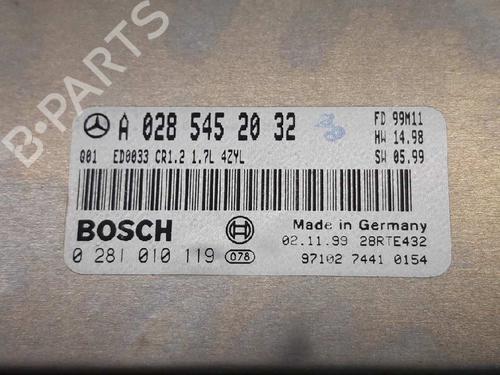 B-PARTS
A 028 545 20 32
FD 99M11
HW 14.98
SW 05.99
001 ED0033 CR1.2 1.7L 4ZYL
BOSCH
Made in Germany
02.11.99 28RTE432
0 281 010 119 078
97102 7441 0154